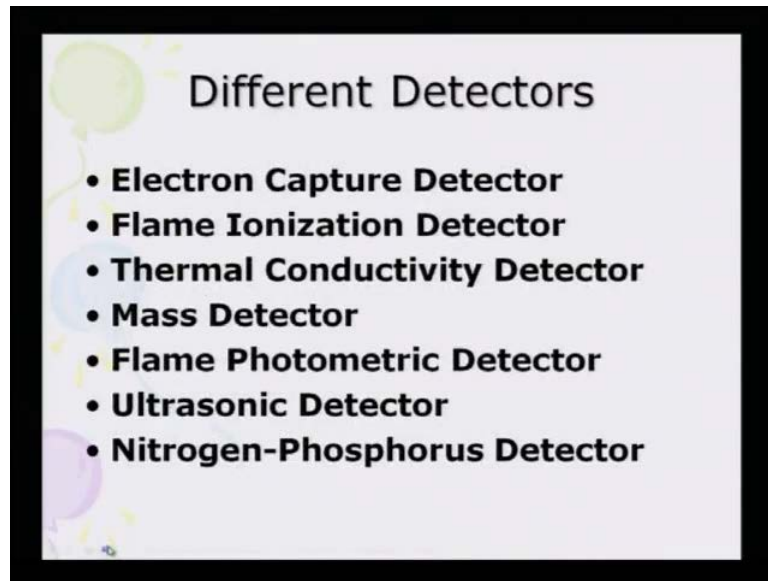 Different Detectors
• Electron Capture Detector
• Flame Ionization Detector
• Thermal Conductivity Detector
• Mass Detector
• Flame Photometric Detector
• Ultrasonic Detector
• Nitrogen-Phosphorus Detector